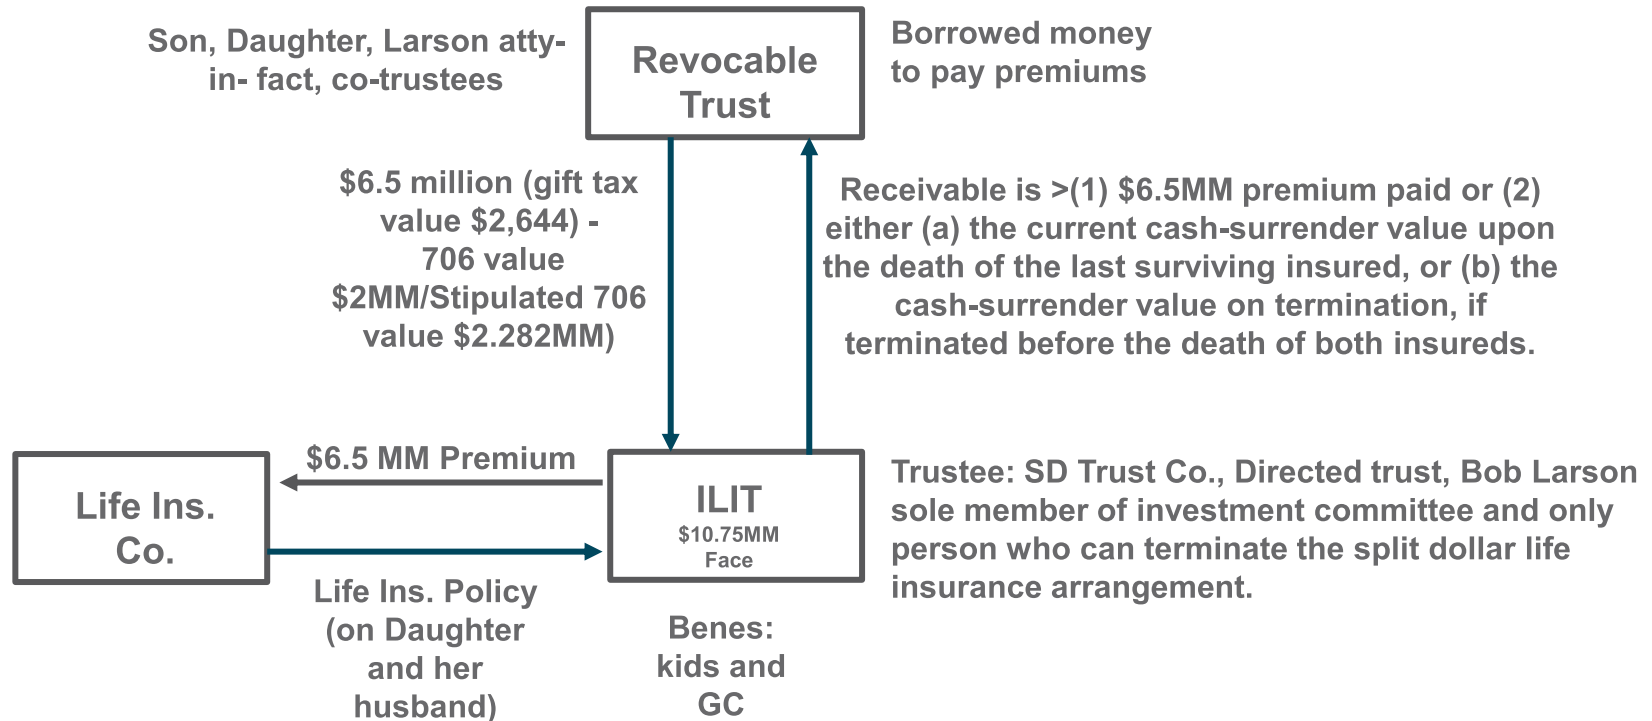 Son, Daughter, Larson atty-
in- fact, co-trustees
Revocable
Trust
Borrowed money
to pay premiums
$6.5 million (gift tax
value $2,644) -
706 value
$2MM/Stipulated 706
value $2.282MM)
Receivable is >(1) $6.5MM premium paid or (2)
either (a) the current cash-surrender value upon
the death of the last surviving insured, or (b) the
cash-surrender value on termination, if
terminated before the death of both insureds.
Life Ins.
Co.
$6.5 MM Premium
Life Ins. Policy
(on Daughter
and her
husband)
ILIT
$10.75MM
Face
Benes:
kids and
GC
Trustee: SD Trust Co., Directed trust, Bob Larson
sole member of investment committee and only
person who can terminate the split dollar life
insurance arrangement.